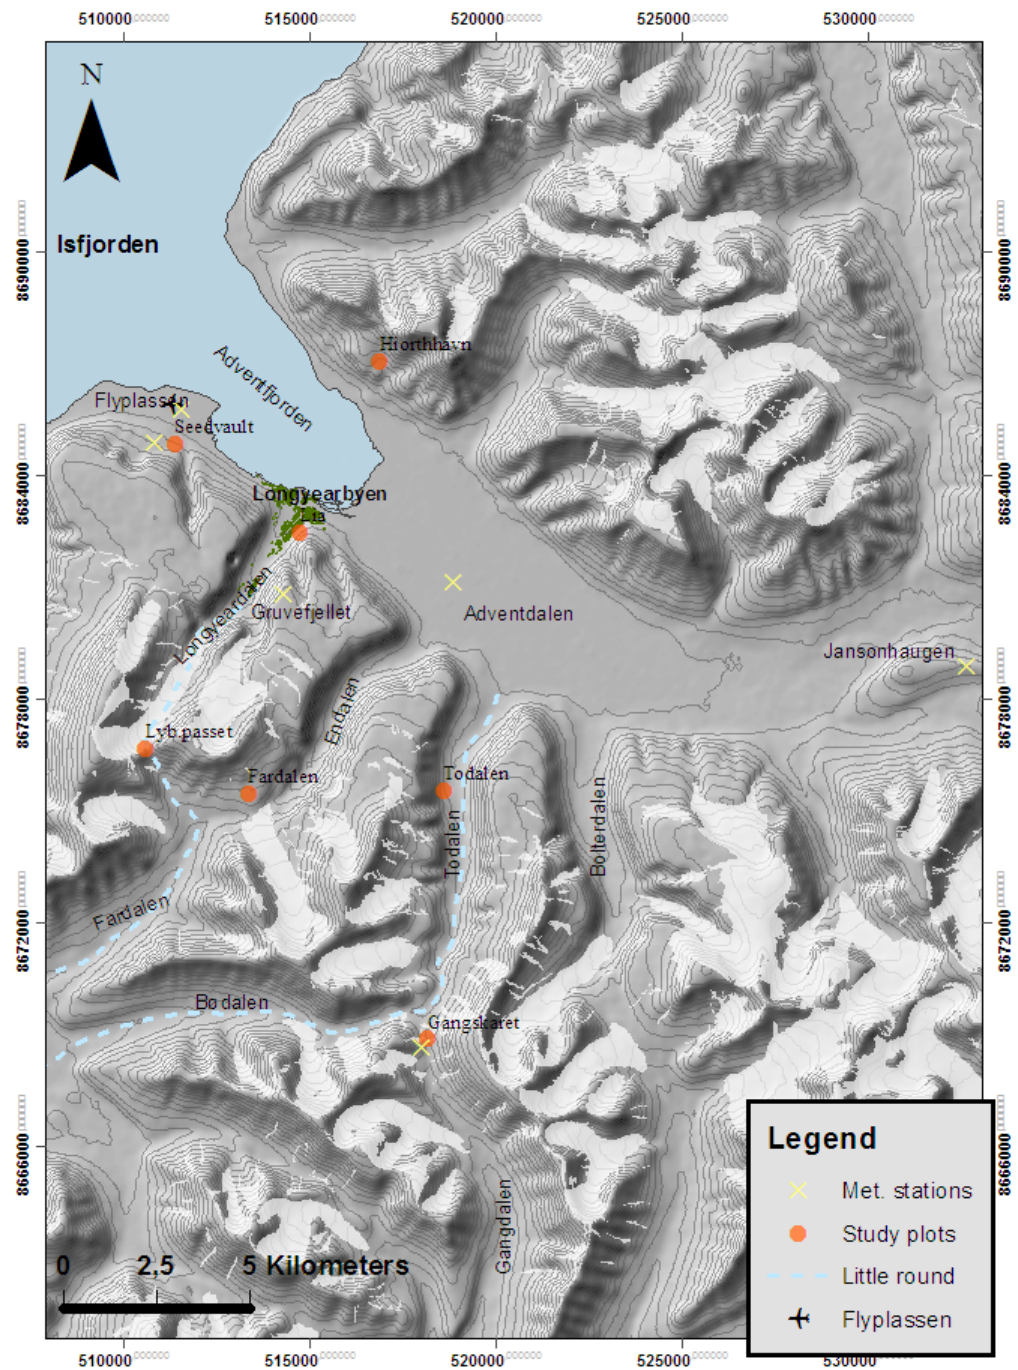 510000 515000 520000 525000 530000
N
Isfjorden
8690000
8690000
Hiorthhavn
Adventfjorden
Flyplassen
Seedvault
8684000
8684000
Longyearbyen
Lia
Adventdalen
Gruvefjellet
Longyeardalen
Jansonhaugen
8678000
8678000
Endalen
Lyb.passet
Fardalen
Todalen
Todalen
Bolterdalen
Fardalen
8672000
8672000
Bødalen
Gangskaret
8666000
8666000
Gangdalen
Legend
Met. stations
Study plots
Little round
Flyplassen
0 2,5 5 Kilometers
510000 515000 520000 525000 530000